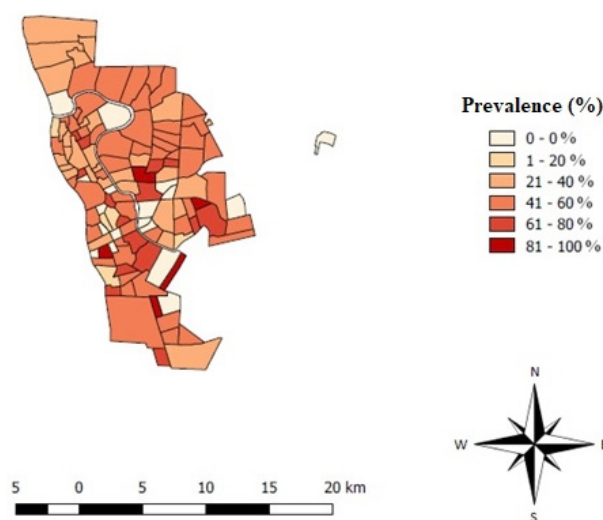 Prevalence (%)
0 - 0 %
1 - 20 %
21 - 40 %
41 - 60 %
61 - 80 %
81 - 100 %
N
W
S
5 0 5 10 15 20 km